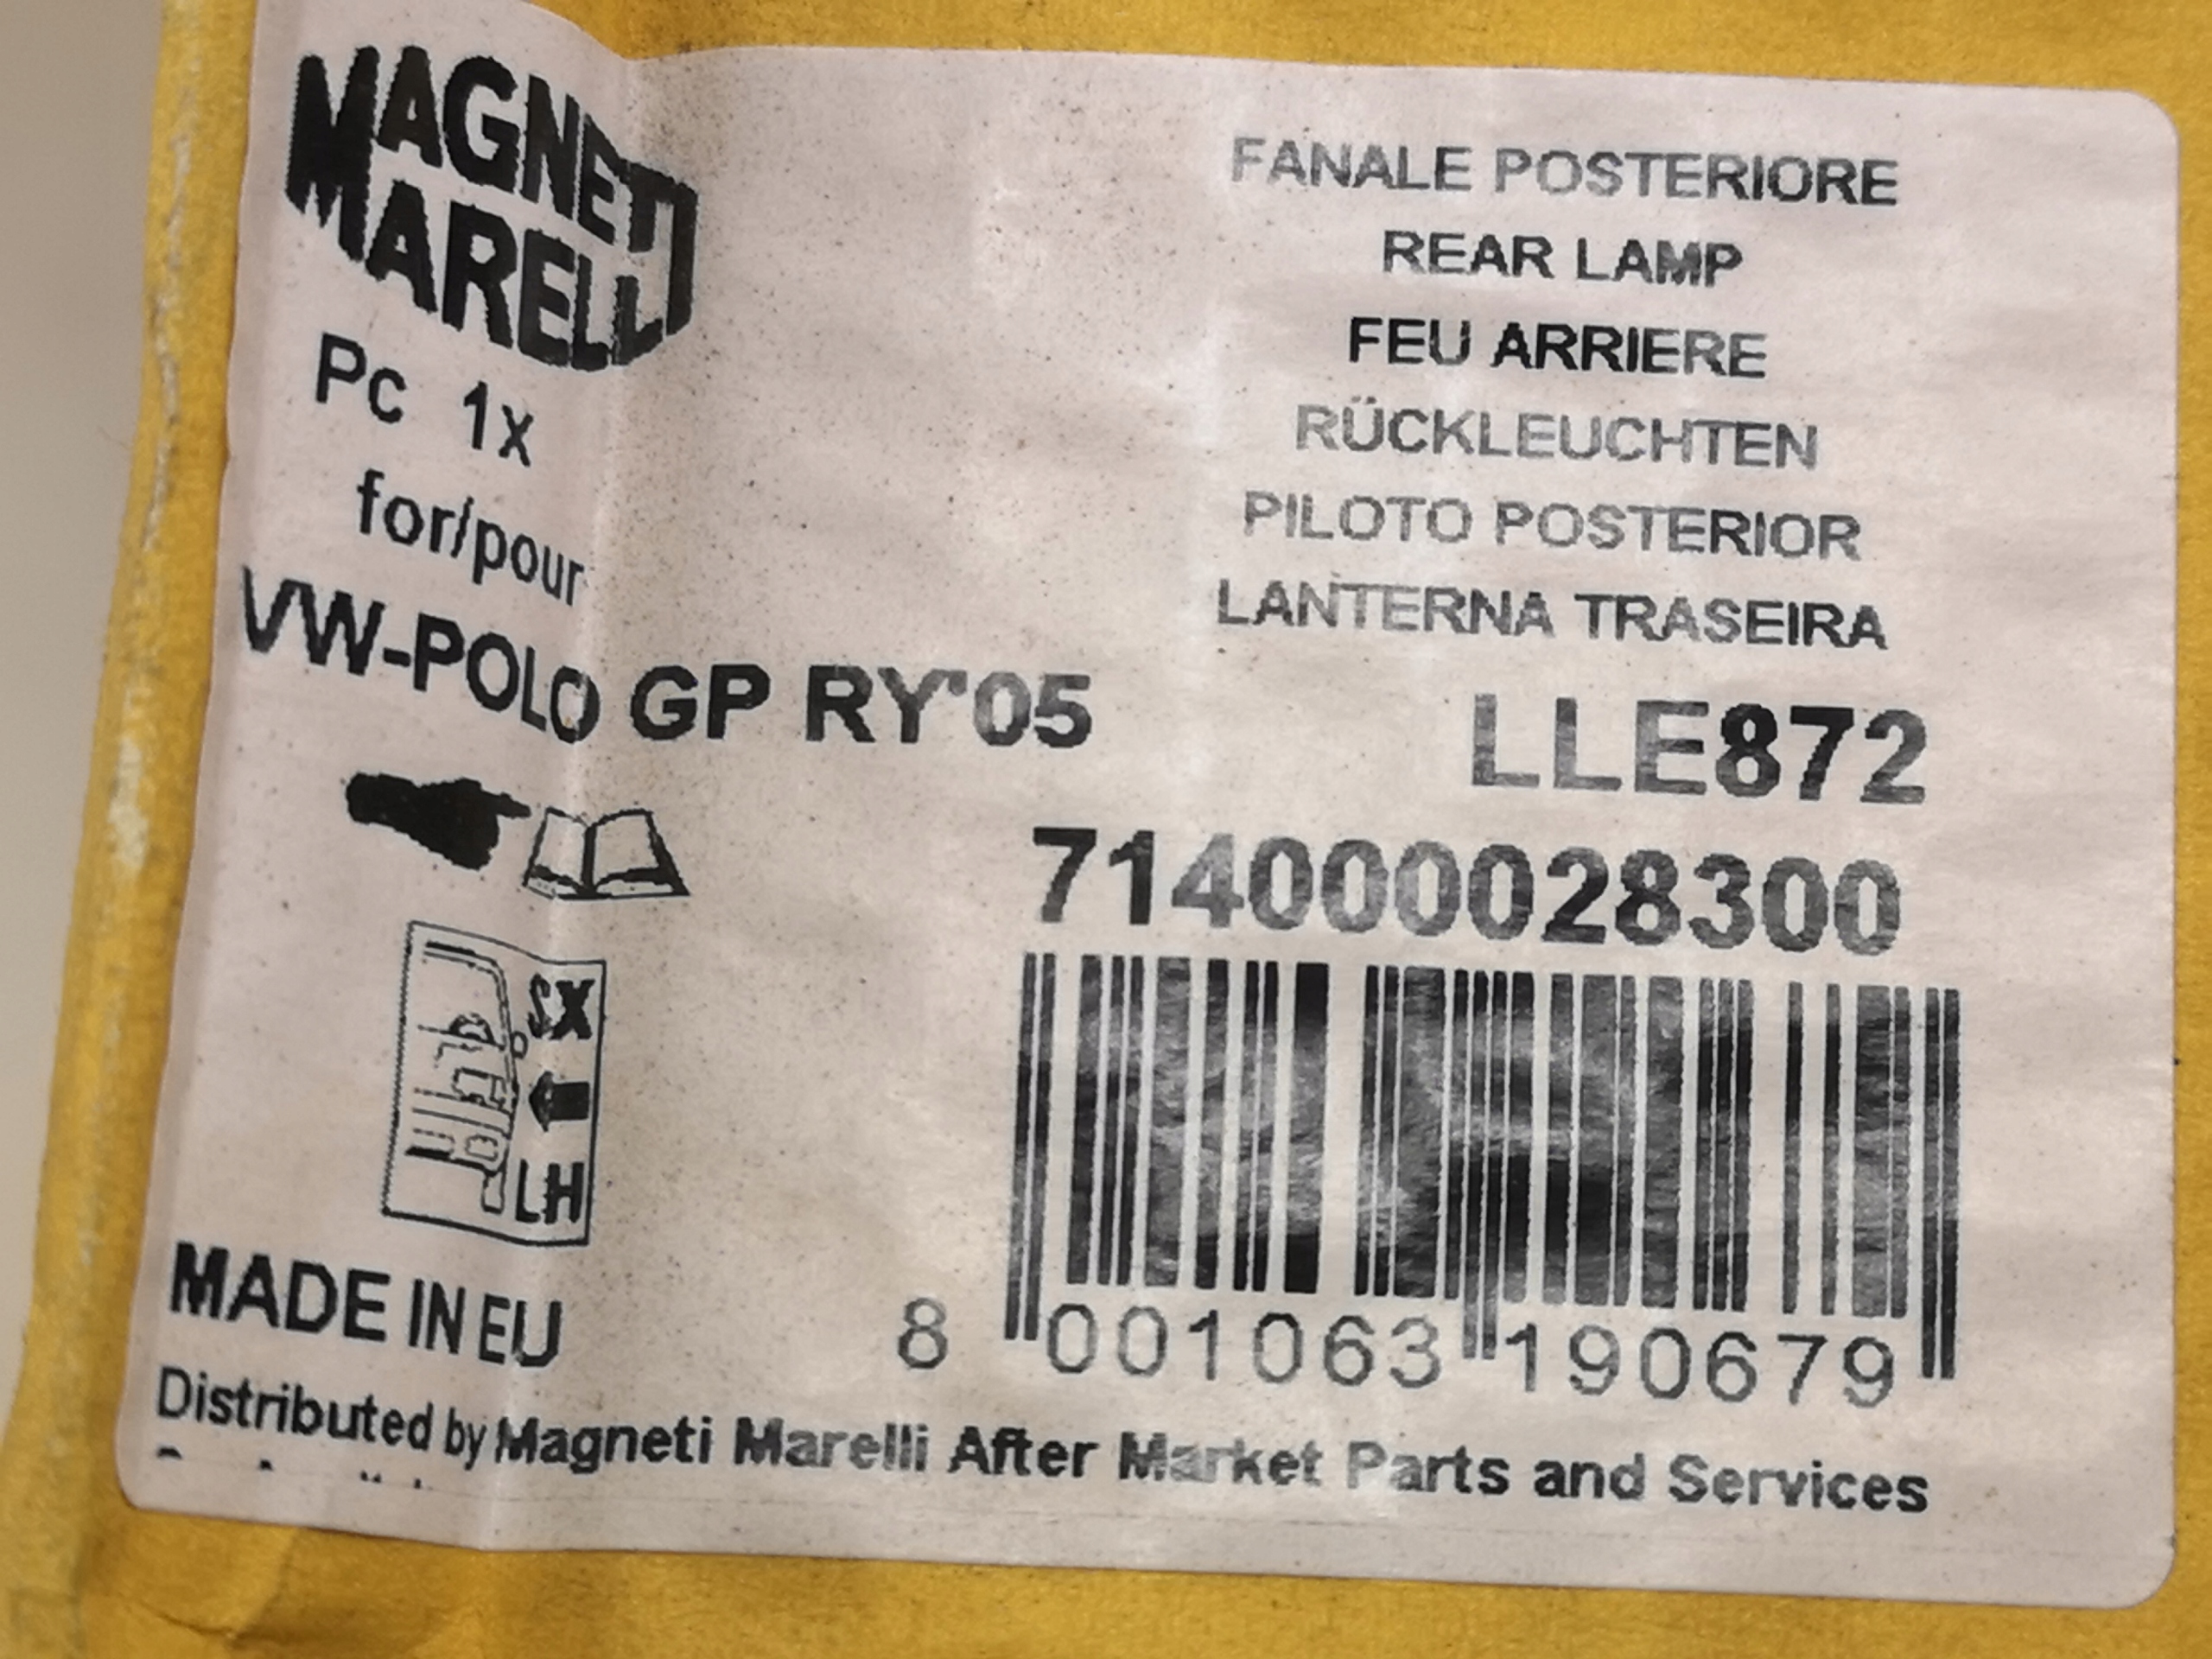 MAGNETI
MARELLI
Pc 1x
for/pour
VW-POLO GP RY'05
SX
LH
MADE IN EU
FANALE POSTERIORE
REAR LAMP
FEU ARRIERE
RÜCKLEUCHTEN
PILOTO POSTERIOR
LANTERNA TRASEIRA
LLE872
714000028300
8 001063 190679
Distributed by Magneti Marelli After Market Parts and Services